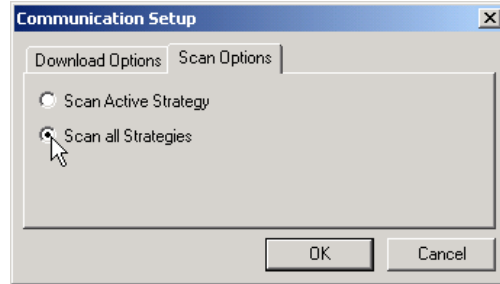 Communication Setup
Download Options Scan Options
Scan Active Strategy
Scan all Strategies
OK Cancel